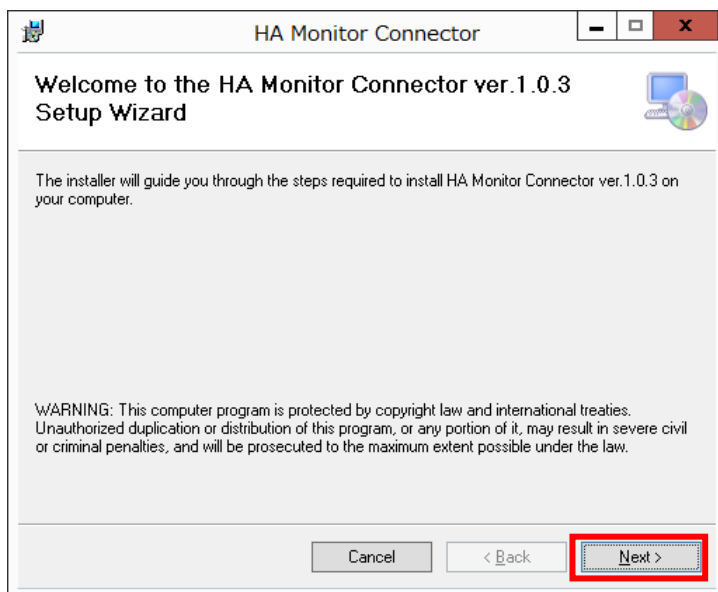 HA Monitor Connector
Welcome to the HA Monitor Connector ver.1.0.3
Setup Wizard
The installer will guide you through the steps required to install HA Monitor Connector ver.1.0.3 on
your computer.
WARNING: This computer program is protected by copyright law and international treaties.
Unauthorized duplication or distribution of this program, or any portion of it, may result in severe civil
or criminal penalties, and will be prosecuted to the maximum extent possible under the law.
Cancel
< Back
Next >